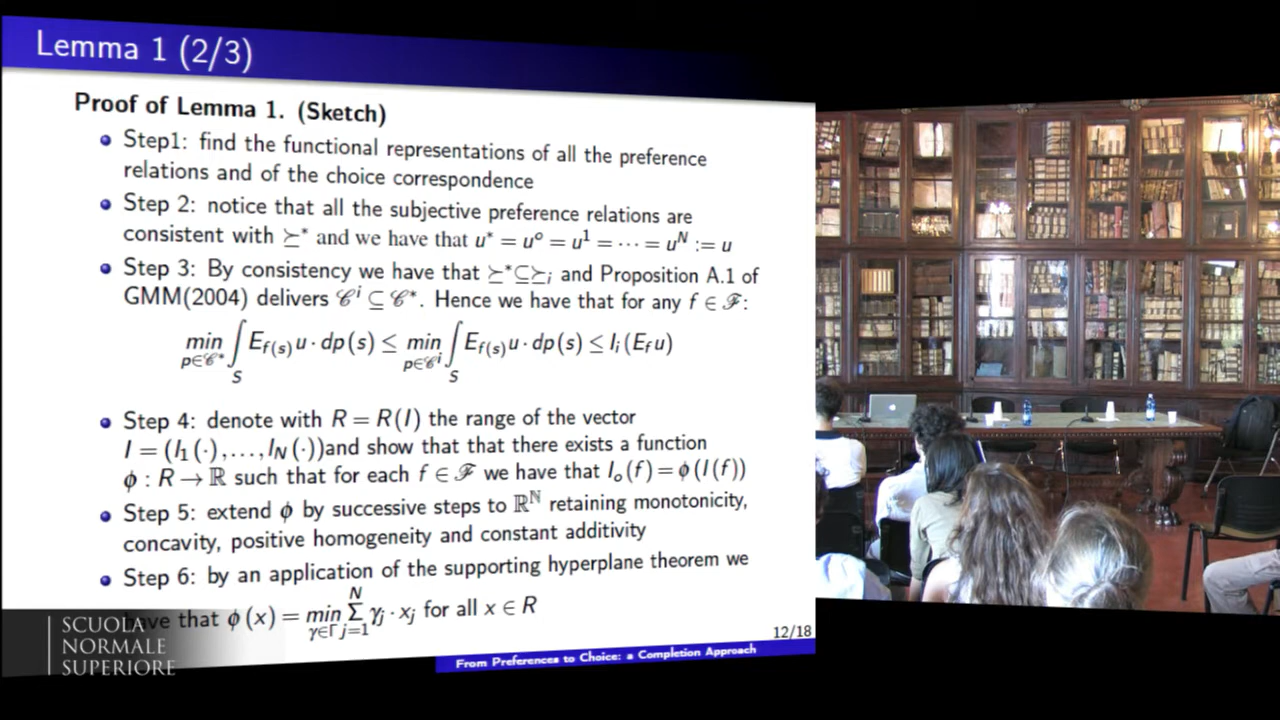 Lemma 1 (2/3)
Proof of Lemma 1. (Sketch)
Step1: find the functional representations of all the preference
relations and of the choice correspondence
Step 2: notice that all the subjective preference relations are
consistent with ≿* and we have that u* = uᵒ = u¹ = ⋯ = uᴺ := u
Step 3: By consistency we have that ≿*⊆≿ᵢ and Proposition A.1 of
GMM(2004) delivers 𝒞ⁱ ⊆ 𝒞*. Hence we have that for any f ∈ ℱ:
min_{p∈𝒞*} ∫_S E_{f(s)}u · dp(s) ≤ min_{p∈𝒞ⁱ} ∫_S E_{f(s)}u · dp(s) ≤ Iᵢ(E_f u)
Step 4: denote with R = R(I) the range of the vector
I = (I₁(·),…,I_N(·))and show that that there exists a function
ϕ : R → ℝ such that for each f ∈ ℱ we have that Iₒ(f) = ϕ(I(f))
Step 5: extend ϕ by successive steps to ℝᴺ retaining monotonicity,
concavity, positive homogeneity and constant additivity
Step 6: by an application of the supporting hyperplane theorem we
have that ϕ(x) = min_{γ∈Γ} Σ_{j=1}^{N} γⱼ · xⱼ for all x ∈ R
12/18
From Preferences to Choice: a Completion Approach
SCUOLA
NORMALE
SUPERIORE